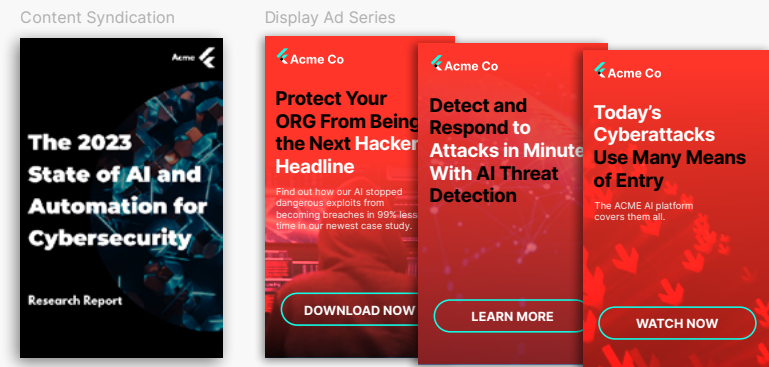 Content Syndication
Display Ad Series
Acme
The 2023
State of AI and
Automation for
Cybersecurity
Research Report
Acme Co
Protect Your
ORG From Being
the Next Hacker
Headline
Find out how our AI stopped
dangerous exploits from
becoming breaches in 99% less
time in our newest case study.
DOWNLOAD NOW
Acme Co
Detect and
Respond to
Attacks in Minute
With AI Threat
Detection
LEARN MORE
Acme Co
Today's
Cyberattacks
Use Many Means
of Entry
The ACME AI platform
covers them all.
WATCH NOW